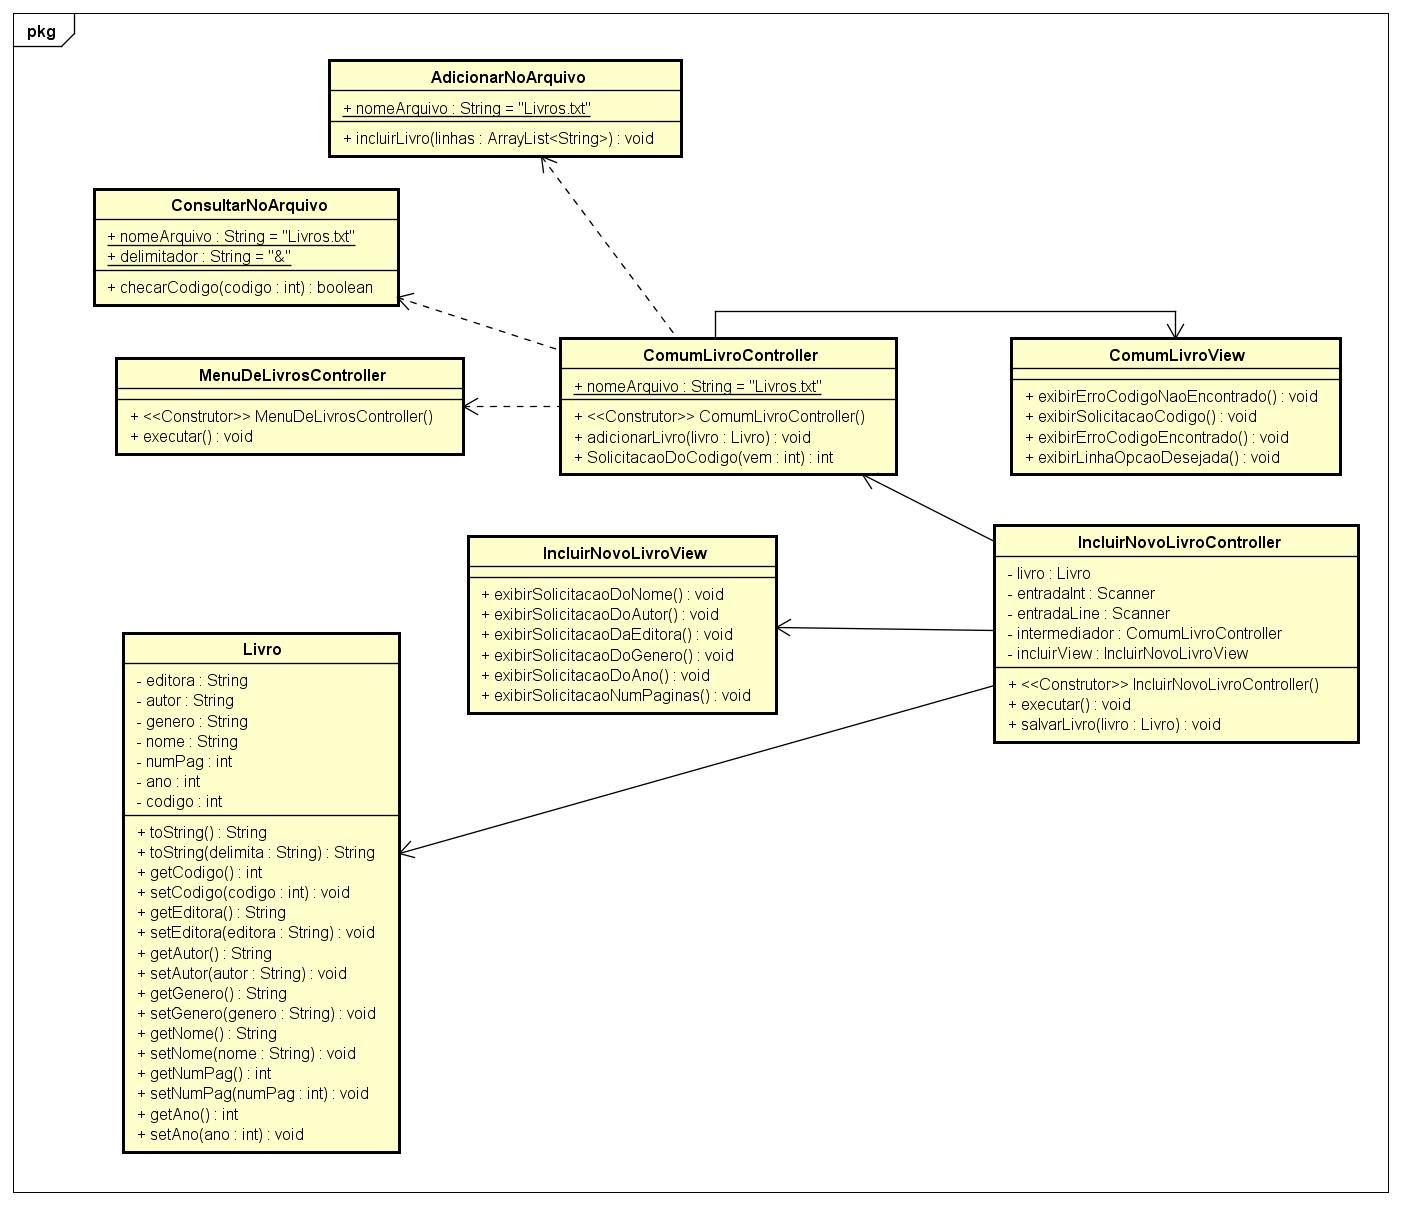 pkg
AdicionarNoArquivo
+ nomeArquivo : String = "Livros.txt"
+ incluirLivro(linhas : ArrayList<String>) : void
ConsultarNoArquivo
+ nomeArquivo : String = "Livros.txt"
+ delimitador : String = "&"
+ checarCodigo(codigo : int) : boolean
MenuDeLivrosController
+ <<Construtor>> MenuDeLivrosController()
+ executar() : void
ComumLivroController
+ nomeArquivo : String = "Livros.txt"
+ <<Construtor>> ComumLivroController()
+ adicionarLivro(livro : Livro) : void
+ SolicitacaoDoCodigo(vem : int) : int
ComumLivroView
+ exibirErroCodigoNaoEncontrado() : void
+ exibirSolicitacaoCodigo() : void
+ exibirErroCodigoEncontrado() : void
+ exibirLinhaOpcaoDesejada() : void
IncluirNovoLivroView
+ exibirSolicitacaoDoNome() : void
+ exibirSolicitacaoDoAutor() : void
+ exibirSolicitacaoDaEditora() : void
+ exibirSolicitacaoDoGenero() : void
+ exibirSolicitacaoDoAno() : void
+ exibirSolicitacaoNumPaginas() : void
IncluirNovoLivroController
- livro : Livro
- entradaInt : Scanner
- entradaLine : Scanner
- intermediador : ComumLivroController
- incluirView : IncluirNovoLivroView
+ <<Construtor>> IncluirNovoLivroController()
+ executar() : void
+ salvarLivro(livro : Livro) : void
Livro
- editora : String
- autor : String
- genero : String
- nome : String
- numPag : int
- ano : int
- codigo : int
+ toString() : String
+ toString(delimita : String) : String
+ getCodigo() : int
+ setCodigo(codigo : int) : void
+ getEditora() : String
+ setEditora(editora : String) : void
+ getAutor() : String
+ setAutor(autor : String) : void
+ getGenero() : String
+ setGenero(genero : String) : void
+ getNome() : String
+ setNome(nome : String) : void
+ getNumPag() : int
+ setNumPag(numPag : int) : void
+ getAno() : int
+ setAno(ano : int) : void